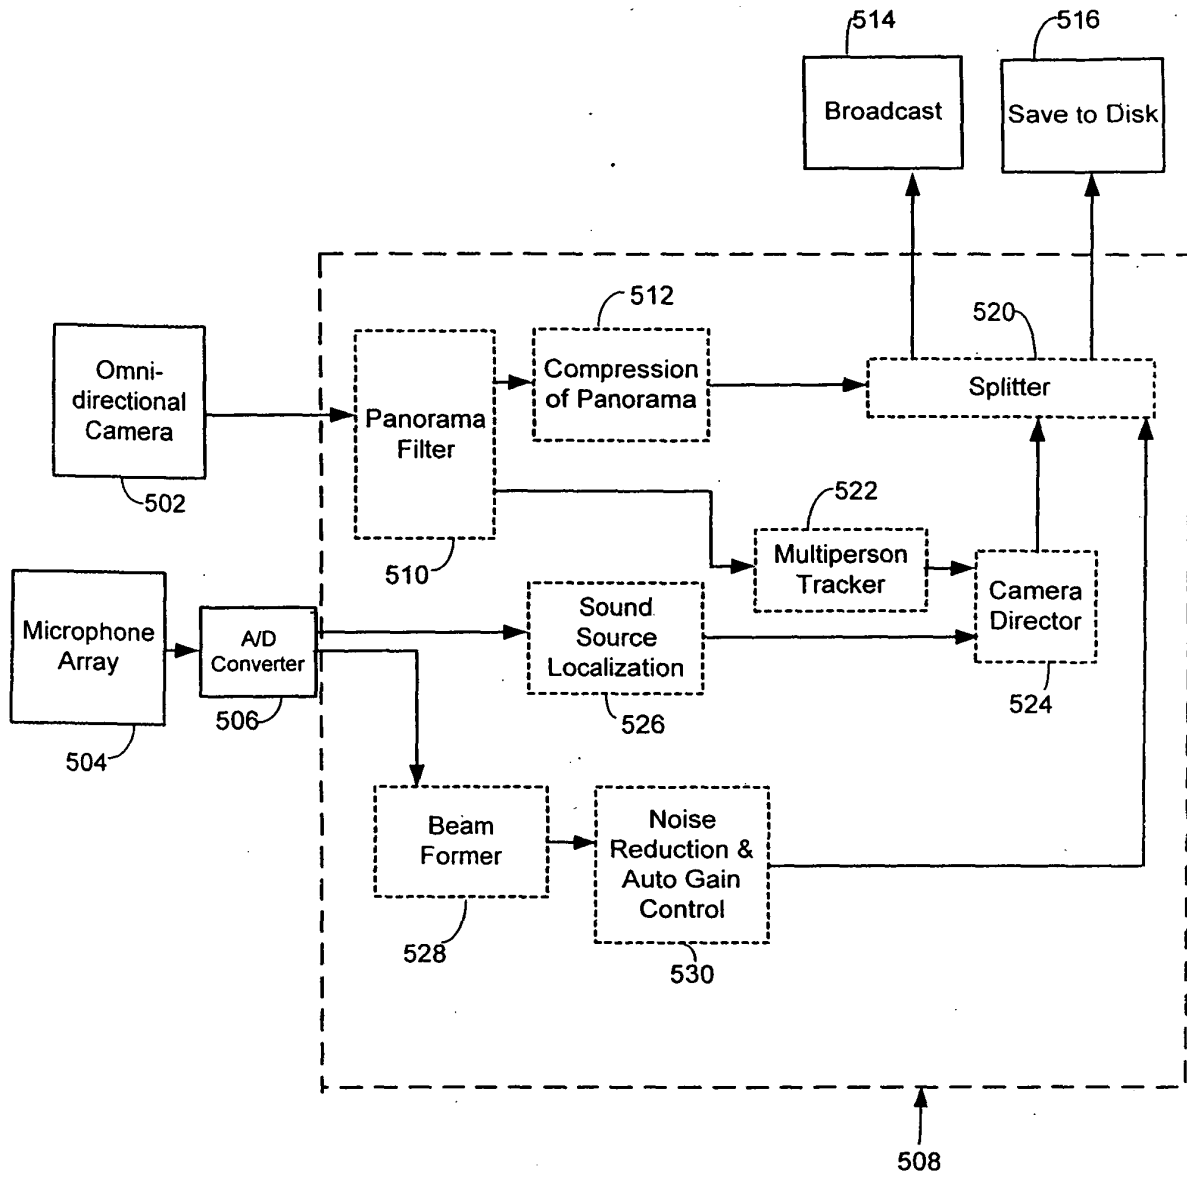 514
516
Broadcast
Save to Disk
512
520
Omni-
directional
Camera
Compression
of Panorama
Splitter
Panorama
Filter
502
522
510
Multiperson
Tracker
Microphone
Array
A/D
Converter
Sound
Source
Localization
Camera
Director
506
526
524
504
Beam
Former
Noise
Reduction &
Auto Gain
Control
528
530
508